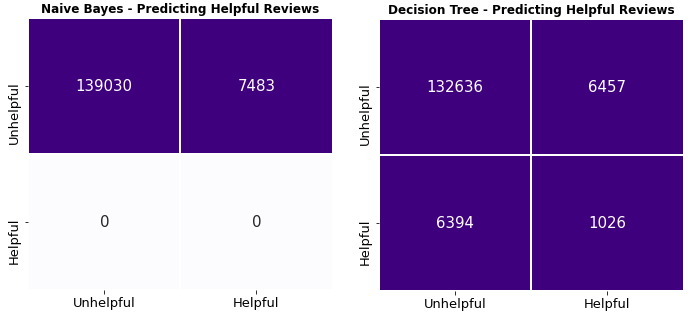 Naive Bayes - Predicting Helpful Reviews
Unhelpful
139030
7483
Helpful
0
0
Unhelpful
Helpful
Decision Tree - Predicting Helpful Reviews
Unhelpful
132636
6457
Helpful
6394
1026
Unhelpful
Helpful